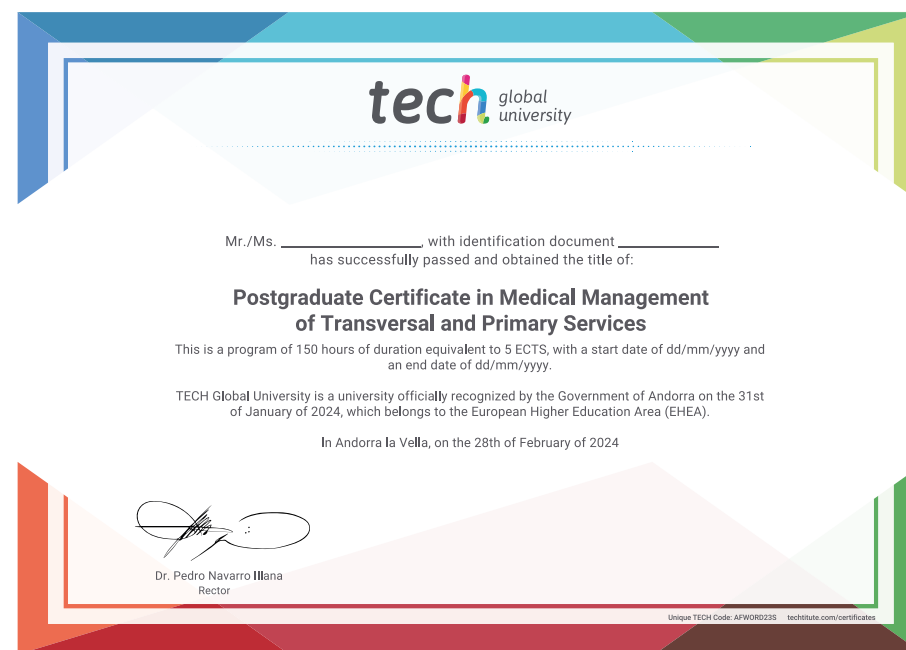 tech global
university
Mr./Ms. ____________, with identification document ____________
has successfully passed and obtained the title of:
Postgraduate Certificate in Medical Management
of Transversal and Primary Services
This is a program of 150 hours of duration equivalent to 5 ECTS, with a start date of dd/mm/yyyy and
an end date of dd/mm/yyyy.
TECH Global University is a university officially recognized by the Government of Andorra on the 31st
of January of 2024, which belongs to the European Higher Education Area (EHEA).
In Andorra la Vella, on the 28th of February of 2024
Dr. Pedro Navarro Illana
Rector
Unique TECH Code: AFWORD23S techtitute.com/certificates